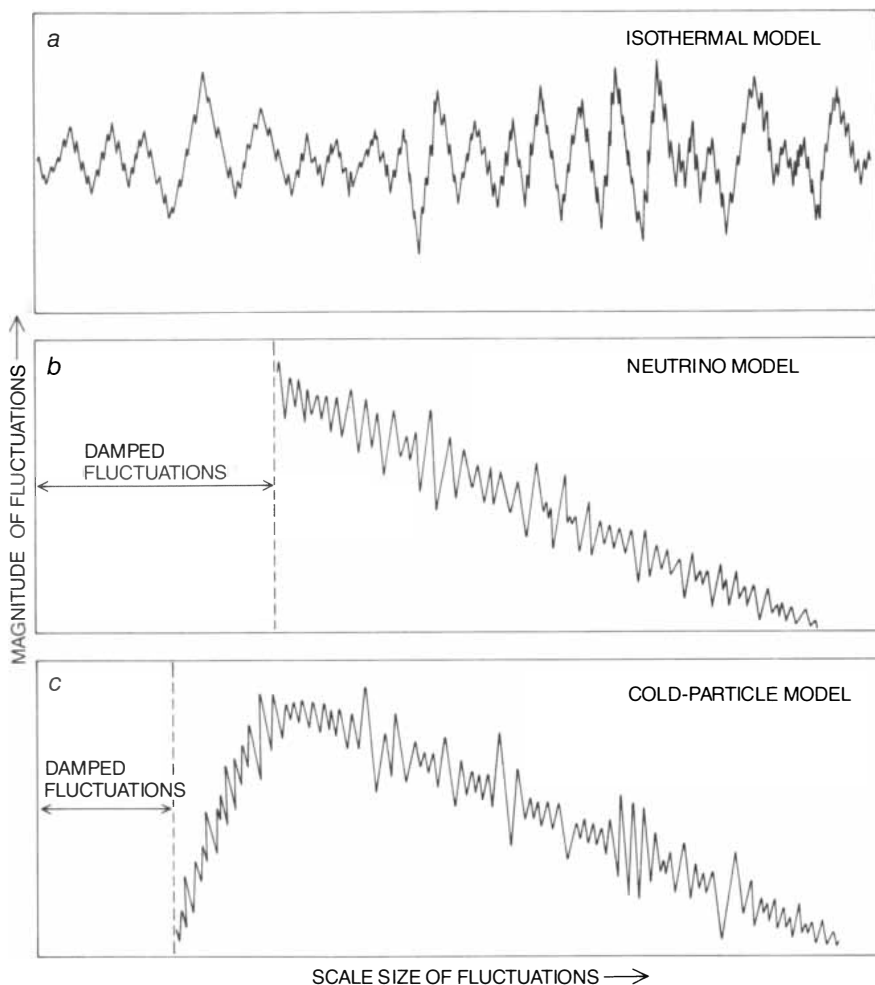 a
ISOTHERMAL MODEL
b
NEUTRINO MODEL
DAMPED
FLUCTUATIONS
c
COLD-PARTICLE MODEL
DAMPED
FLUCTUATIONS
MAGNITUDE OF FLUCTUATIONS
SCALE SIZE OF FLUCTUATIONS